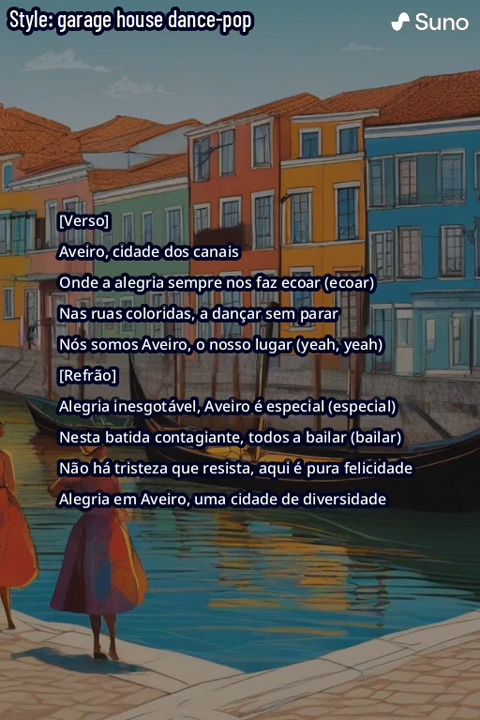 Style: garage house dance-pop
Suno
[Verso]
Aveiro, cidade dos canais
Onde a alegria sempre nos faz ecoar (ecoar)
Nas ruas coloridas, a dançar sem parar
Nós somos Aveiro, o nosso lugar (yeah, yeah)
[Refrão]
Alegria inesgotável, Aveiro é especial (especial)
Nesta batida contagiante, todos a bailar (bailar)
Não há tristeza que resista, aqui é pura felicidade
Alegria em Aveiro, uma cidade de diversidade